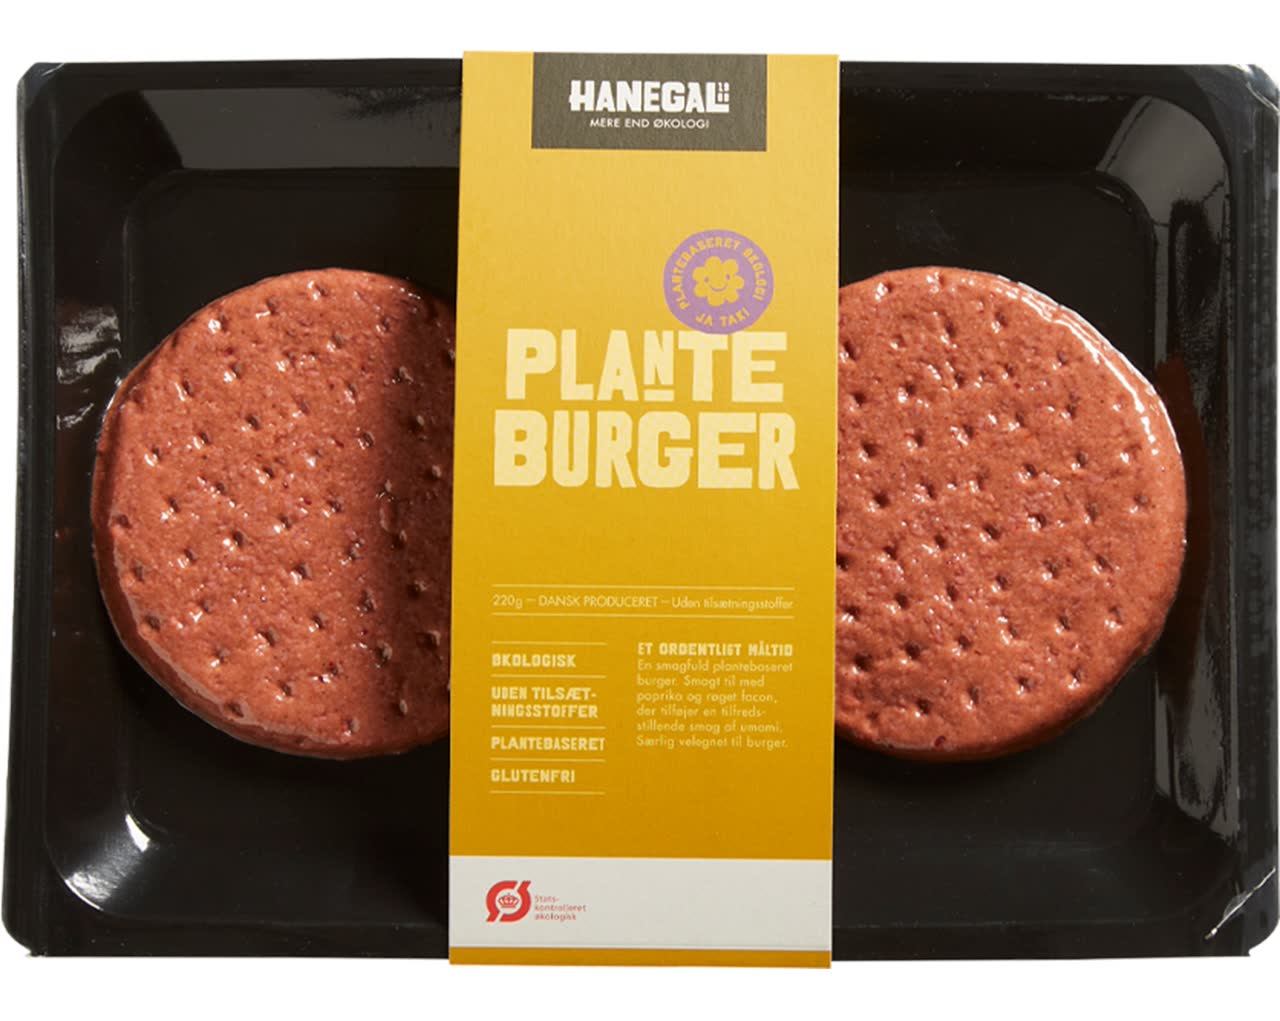 HANEGAL
MERE END ØKOLOGI
PLANTEBASERET ØKOLOGI
JA TAK!
PLANTE
BURGER
220g – DANSK PRODUCERET – Uden tilsætningsstoffer
ØKOLOGISK
UDEN TILSÆT-
NINGSSTOFFER
PLANTEBASERET
GLUTENFRI
ET ORDENTLIGT MÅLTID
En smagfuld plantebaseret
burger. Smagt til med
paprika og røget facon,
der tilføjer en tilfreds-
stillende smag af umami.
Særlig velegnet til burger.
Stats-
kontrolleret
økologisk